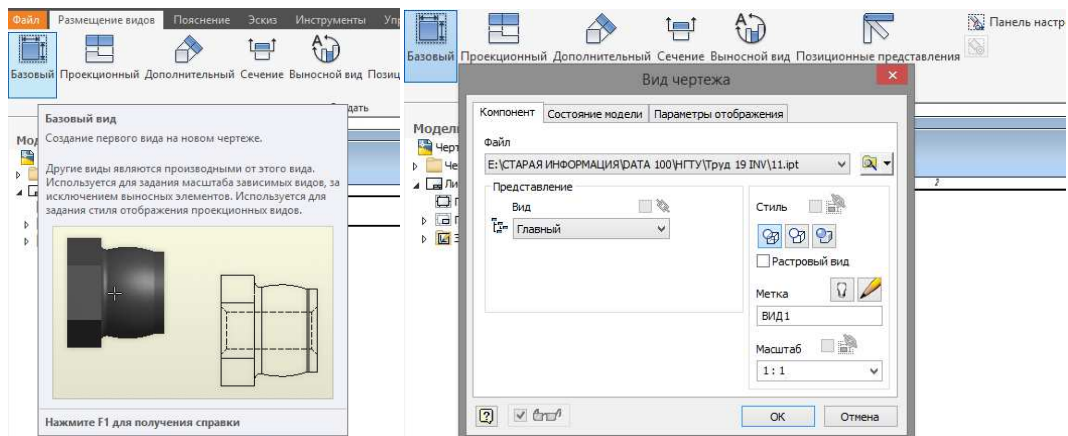 Файл Размещение видов Пояснение Эскиз Инструменты
Базовый Проекционный Дополнительный Сечение Выносной вид
Базовый вид
Создание первого вида на новом чертеже.
Другие виды являются производными от этого вида.
Используется для задания масштаба зависимых видов, за
исключением выносных элементов. Используется для
задания стиля отображения проекционных видов.
Нажмите F1 для получения справки
Базовый Проекционный Дополнительный Сечение Выносной вид Позиционные представления
Вид чертежа
Компонент Состояние модели Параметры отображения
Файл
E:\СТАРАЯ ИНФОРМАЦИЯ\DATA 100\НГТУ\Труд 19 INV\11.ipt
Представление
Вид
Главный
Стиль
Растровый вид
Метка
ВИД1
Масштаб
1 : 1
ОК Отмена